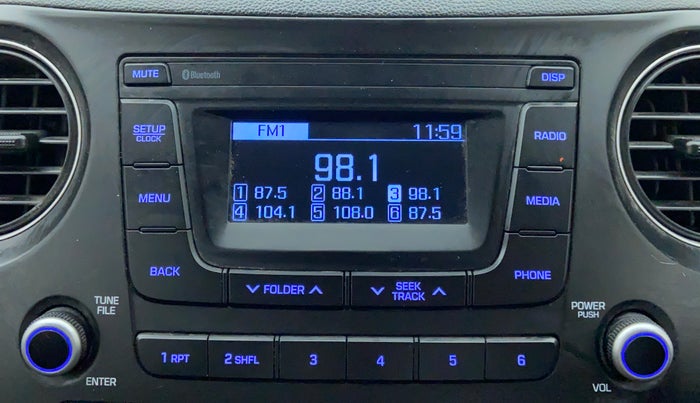 MUTE Bluetooth DISP
FM1 11:59
SETUP
CLOCK
RADIO
98.1
1 87.5 2 88.1 3 98.1
4 104.1 5 108.0 6 87.5
MENU
MEDIA
BACK
PHONE
FOLDER
SEEK
TRACK
TUNE
FILE
POWER
PUSH
1 RPT 2 SHFL 3 4 5 6
ENTER
VOL